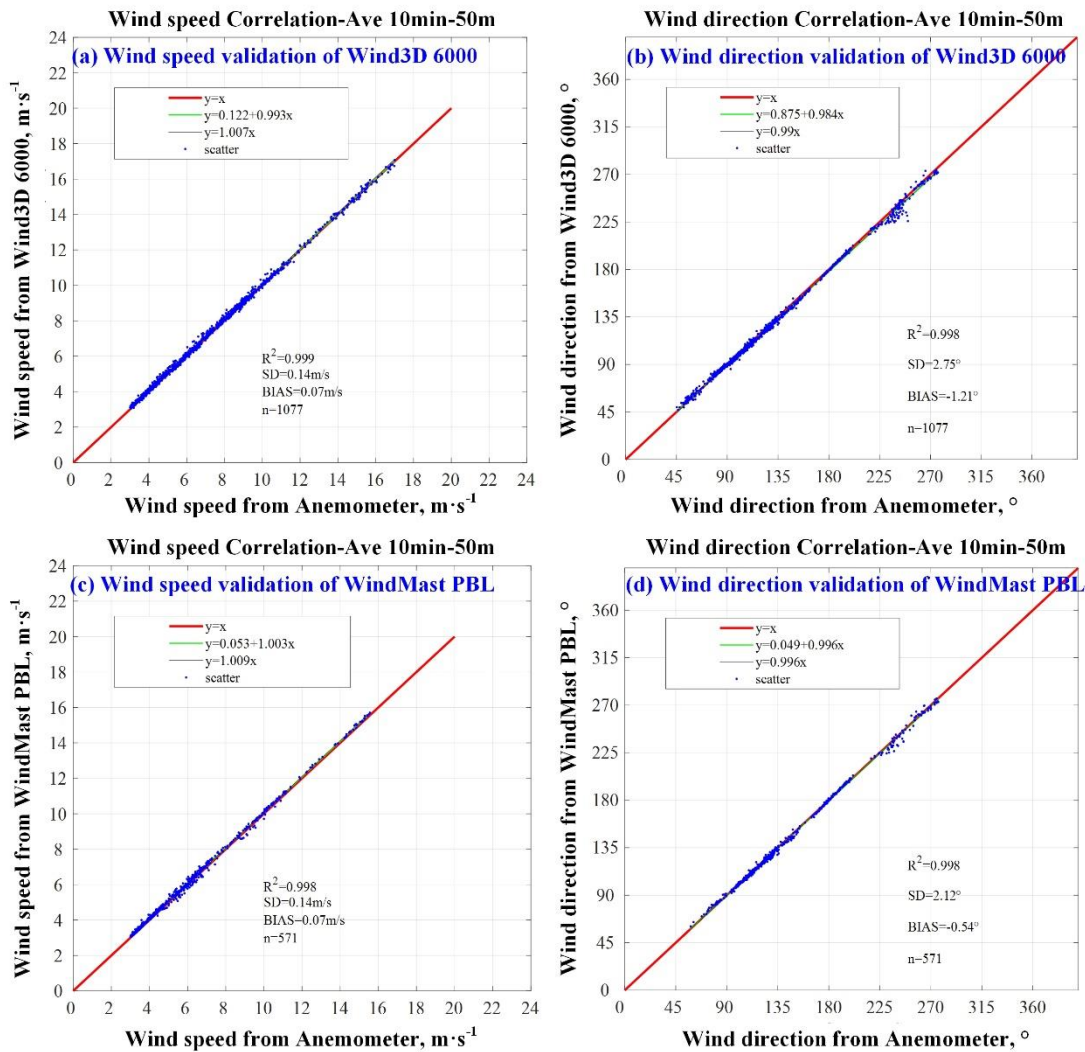 Wind speed Correlation-Ave 10min-50m
(a) Wind speed validation of Wind3D 6000
Wind speed from Wind3D 6000, m·s⁻¹
24
22
20
18
16
14
12
10
8
6
4
2
0
y=x
y=0.122+0.993x
y=1.007x
scatter
R²=0.999
SD=0.14m/s
BIAS=0.07m/s
n=1077
0 2 4 6 8 10 12 14 16 18 20 22 24
Wind speed from Anemometer, m·s⁻¹
Wind direction Correlation-Ave 10min-50m
(b) Wind direction validation of Wind3D 6000
Wind direction from Wind3D 6000, °
360
315
270
225
180
135
90
45
0
y=x
y=0.875+0.984x
y=0.99x
scatter
R²=0.998
SD=2.75°
BIAS=-1.21°
n=1077
0 45 90 135 180 225 270 315 360
Wind direction from Anemometer, °
Wind speed Correlation-Ave 10min-50m
(c) Wind speed validation of WindMast PBL
Wind speed from WindMast PBL, m·s⁻¹
24
22
20
18
16
14
12
10
8
6
4
2
0
y=x
y=0.053+1.003x
y=1.009x
scatter
R²=0.998
SD=0.14m/s
BIAS=0.07m/s
n=571
0 2 4 6 8 10 12 14 16 18 20 22 24
Wind speed from Anemometer, m·s⁻¹
Wind direction Correlation-Ave 10min-50m
(d) Wind direction validation of WindMast PBL
Wind direction from WindMast PBL, °
360
315
270
225
180
135
90
45
0
y=x
y=0.049+0.996x
y=0.996x
scatter
R²=0.998
SD=2.12°
BIAS=-0.54°
n=571
0 45 90 135 180 225 270 315 360
Wind direction from Anemometer, °